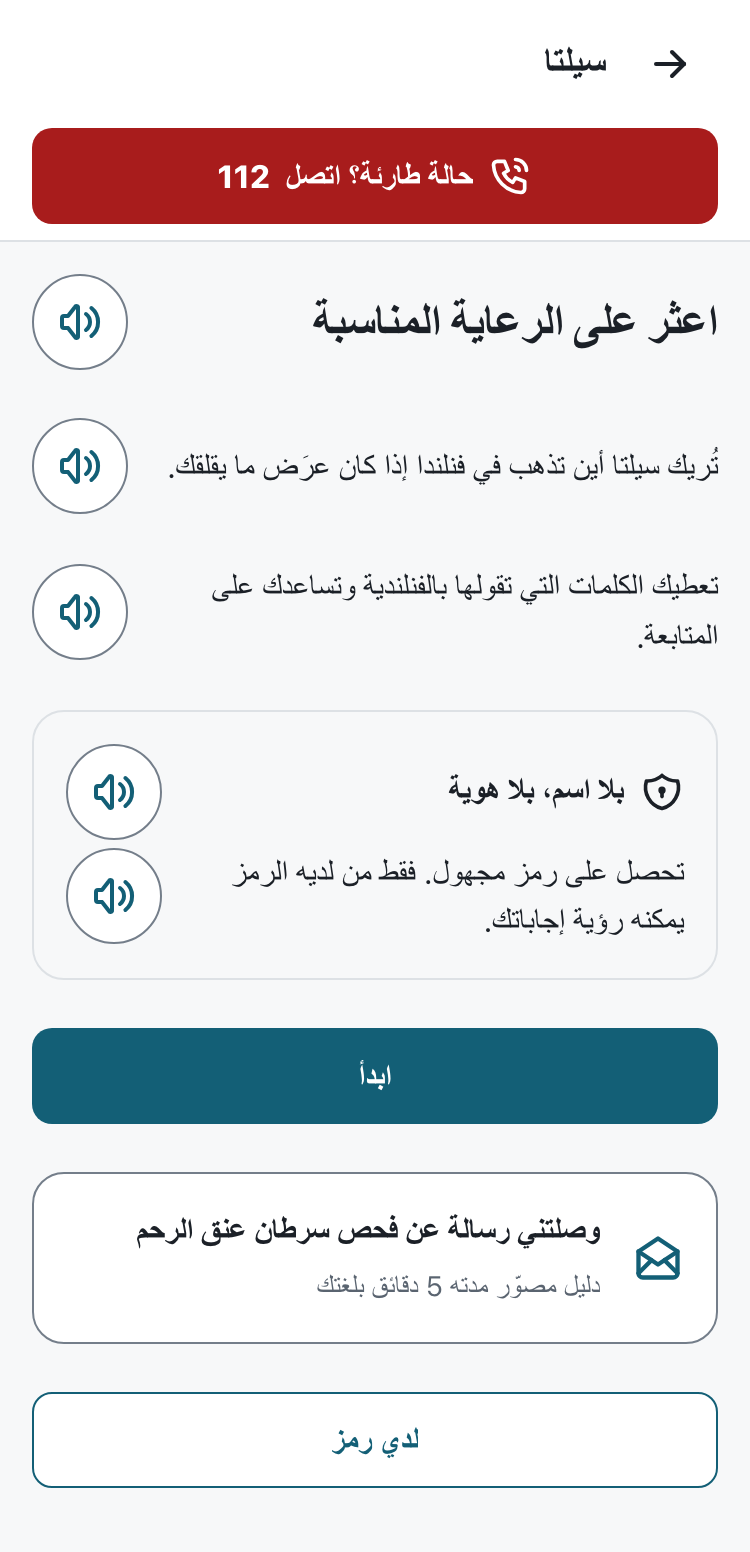 سيلتا
حالة طارئة؟ اتصل 112
اعثر على الرعاية المناسبة
تُريك سيلتا أين تذهب في فنلندا إذا كان عرَض ما يقلقك.
تعطيك الكلمات التي تقولها بالفنلندية وتساعدك على
المتابعة.
بلا اسم، بلا هوية
تحصل على رمز مجهول. فقط من لديه الرمز
يمكنه رؤية إجاباتك.
ابدأ
وصلتني رسالة عن فحص سرطان عنق الرحم
دليل مصوّر مدته 5 دقائق بلغتك
لدي رمز